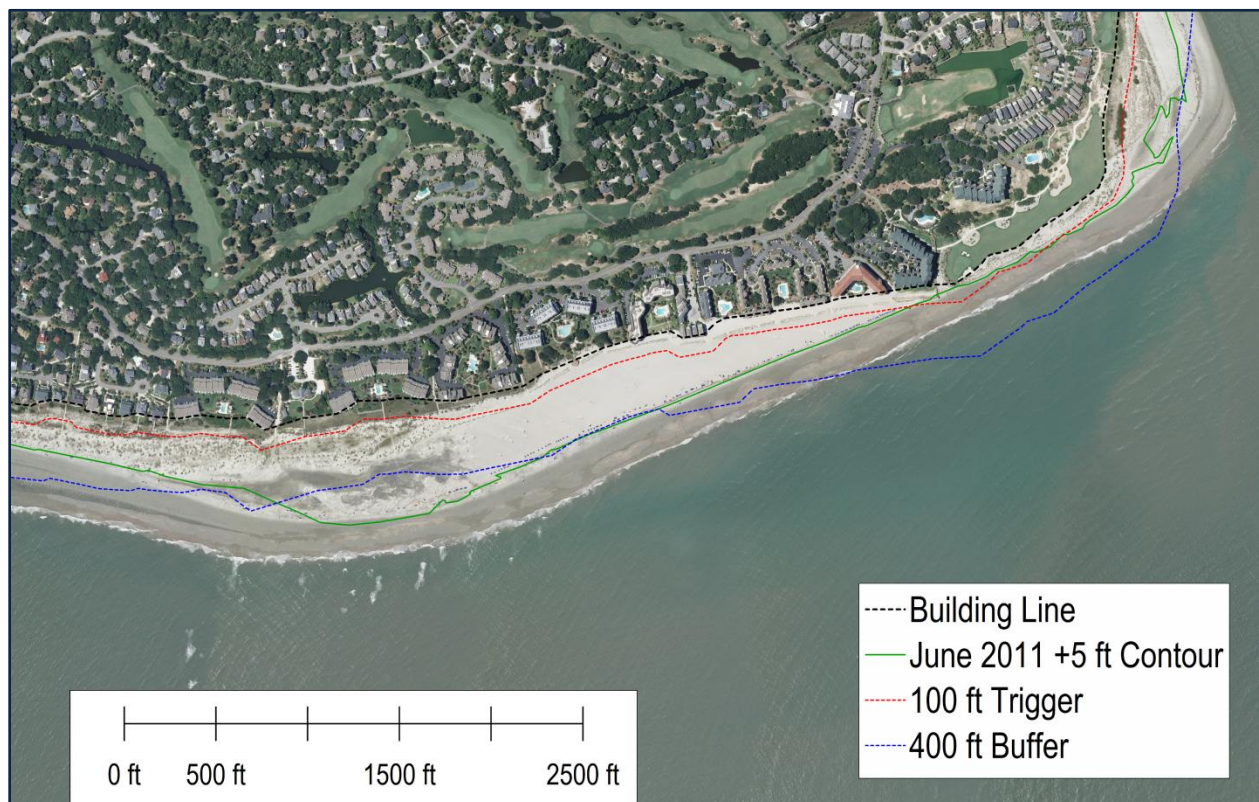 Building Line
June 2011 +5 ft Contour
100 ft Trigger
400 ft Buffer
0 ft 500 ft 1500 ft 2500 ft